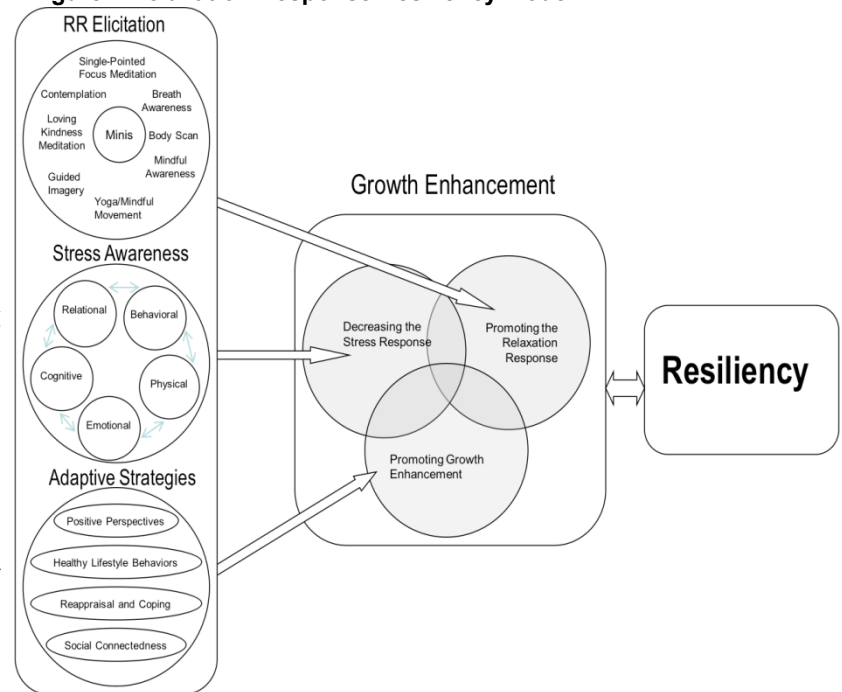 RR Elicitation
Single-Pointed
Focus Meditation
Contemplation
Breath
Awareness
Loving
Kindness
Meditation
Minis
Body Scan
Mindful
Awareness
Guided
Imagery
Yoga/Mindful
Movement
Stress Awareness
Relational
Behavioral
Cognitive
Physical
Emotional
Adaptive Strategies
Positive Perspectives
Healthy Lifestyle Behaviors
Reappraisal and Coping
Social Connectedness
Growth Enhancement
Decreasing the
Stress Response
Promoting the
Relaxation
Response
Promoting Growth
Enhancement
Resiliency